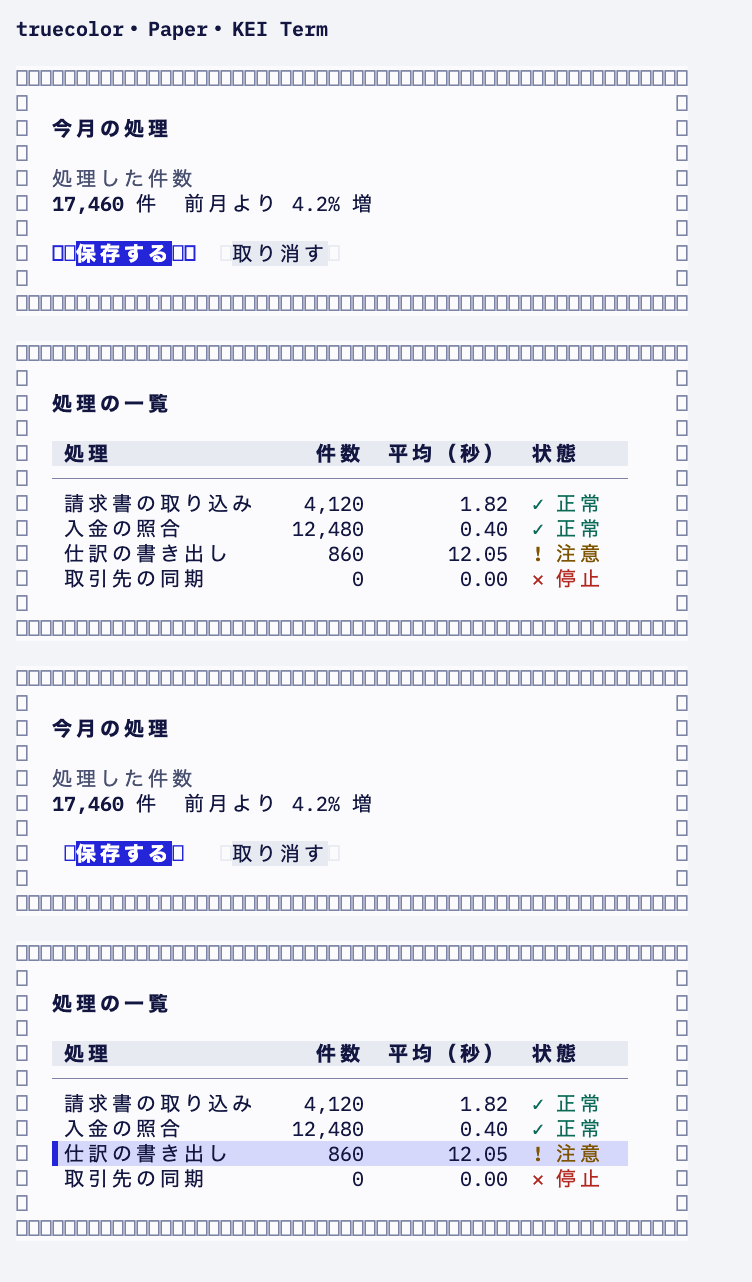 truecolor • Paper • KEI Term
今月の処理
処理した件数
17,460 件 前月より 4.2% 増
保存する 取り消す
処理の一覧
処理 件数 平均 (秒) 状態
請求書の取り込み 4,120 1.82 ✓ 正常
入金の照合 12,480 0.40 ✓ 正常
仕訳の書き出し 860 12.05 ! 注意
取引先の同期 0 0.00 × 停止
今月の処理
処理した件数
17,460 件 前月より 4.2% 増
保存する 取り消す
処理の一覧
処理 件数 平均 (秒) 状態
請求書の取り込み 4,120 1.82 ✓ 正常
入金の照合 12,480 0.40 ✓ 正常
仕訳の書き出し 860 12.05 ! 注意
取引先の同期 0 0.00 × 停止